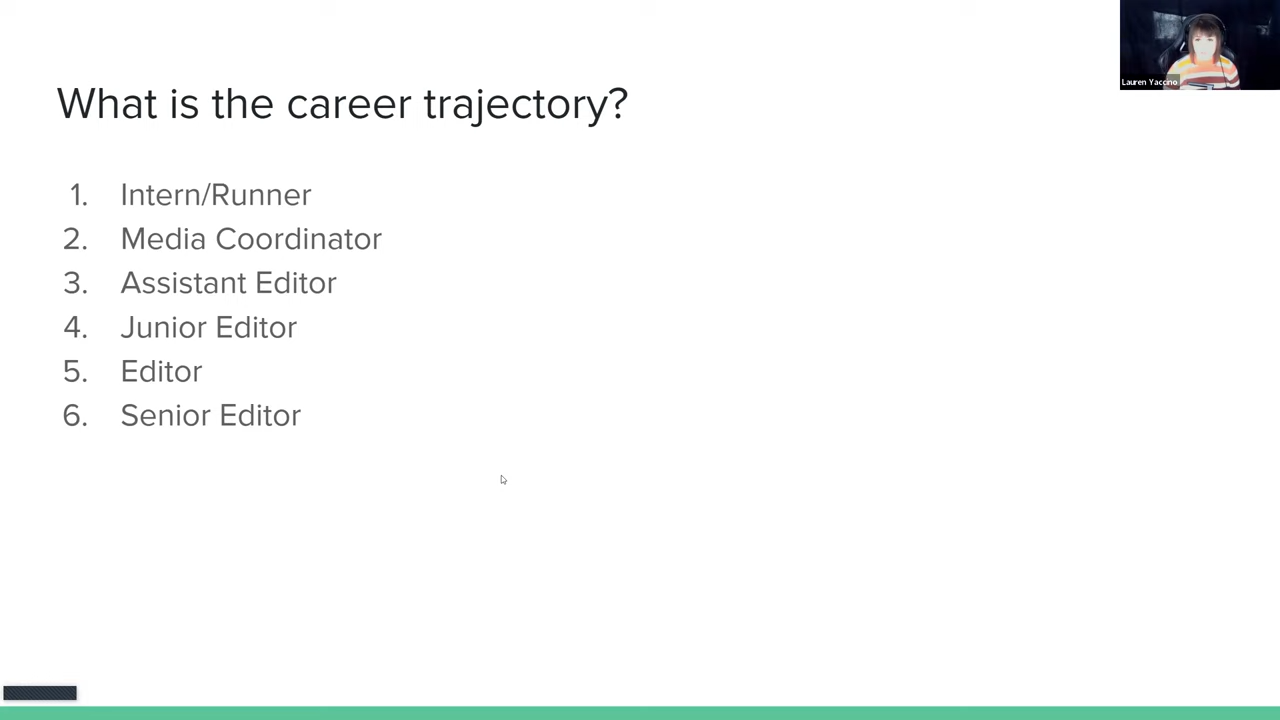 What is the career trajectory?
1. Intern/Runner
2. Media Coordinator
3. Assistant Editor
4. Junior Editor
5. Editor
6. Senior Editor
Lauren Yaccino